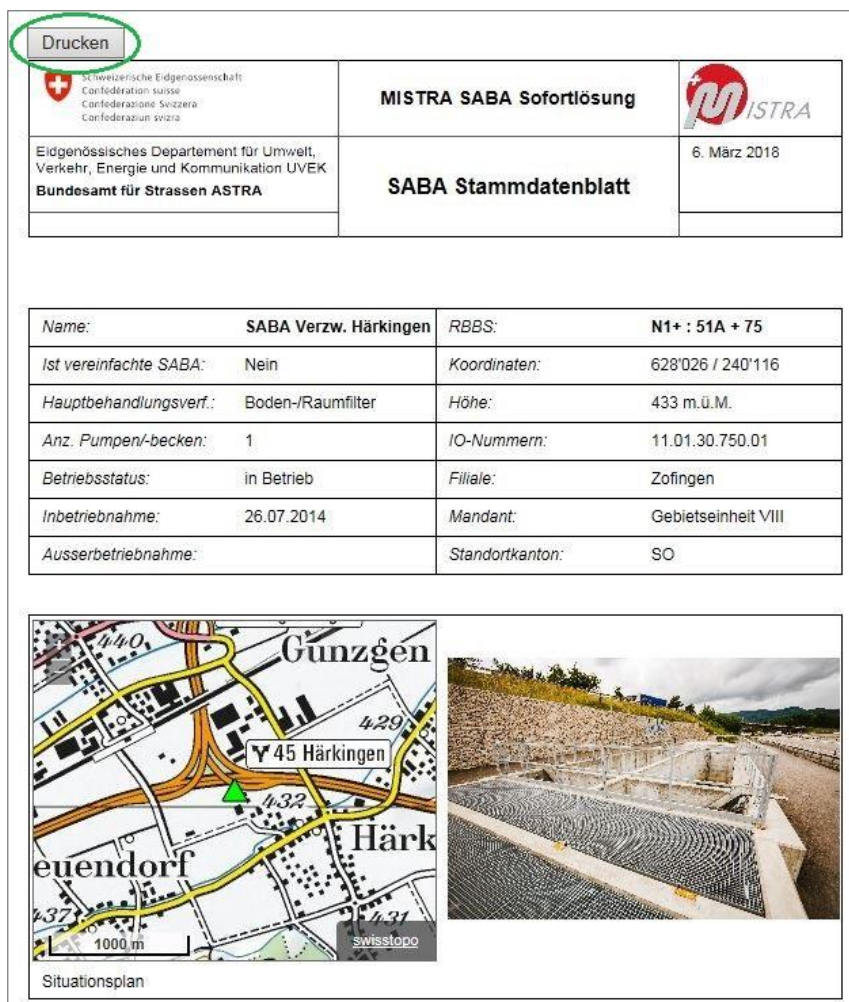 Drucken
Schweizerische Eidgenossenschaft
Confédération suisse
Confederazione Svizzera
Confederaziun svizra
MISTRA SABA Sofortlösung
MISTRA
Eidgenössisches Departement für Umwelt,
Verkehr, Energie und Kommunikation UVEK
Bundesamt für Strassen ASTRA
SABA Stammdatenblatt
6. März 2018
Name: SABA Verzw. Härkingen RBBS: N1+ : 51A + 75
Ist vereinfachte SABA: Nein Koordinaten: 628'026 / 240'116
Hauptbehandlungsverf.: Boden-/Raumfilter Höhe: 433 m.ü.M.
Anz. Pumpen/-becken: 1 IO-Nummern: 11.01.30.750.01
Betriebsstatus: in Betrieb Filiale: Zofingen
Inbetriebnahme: 26.07.2014 Mandant: Gebietseinheit VIII
Ausserbetriebnahme: Standortkanton: SO
440
Gunzgen
429
45 Härkingen
432
Härk
euendorf
437
431
1000 m
swisstopo
Situationsplan